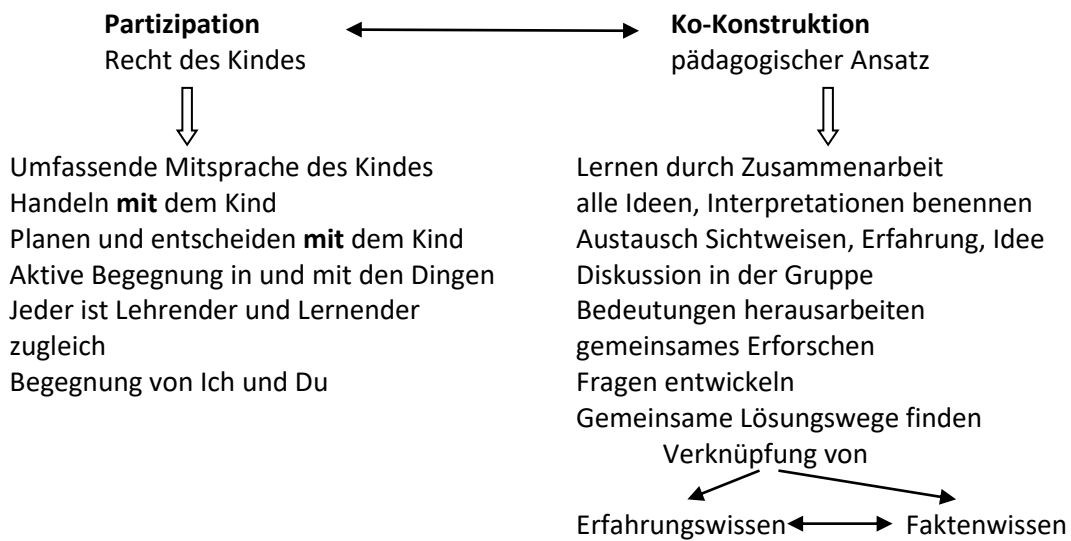 Partizipation
Recht des Kindes
Umfassende Mitsprache des Kindes
Handeln mit dem Kind
Planen und entscheiden mit dem Kind
Aktive Begegnung in und mit den Dingen
Jeder ist Lehrender und Lernender
zugleich
Begegnung von Ich und Du
Ko-Konstruktion
pädagogischer Ansatz
Lernen durch Zusammenarbeit
alle Ideen, Interpretationen benennen
Austausch Sichtweisen, Erfahrung, Idee
Diskussion in der Gruppe
Bedeutungen herausarbeiten
gemeinsames Erforschen
Fragen entwickeln
Gemeinsame Lösungswege finden
Verknüpfung von
Erfahrungswissen
Faktenwissen